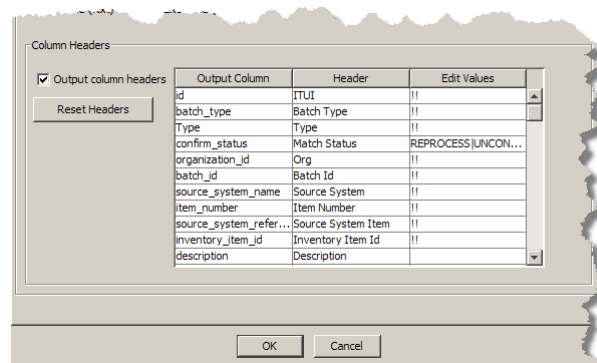 Column Headers
Output column headers
Reset Headers
Output Column Header Edit Values
id ITUI !!
batch_type Batch Type !!
Type Type !!
confirm_status Match Status REPROCESS|UNCON...
organization_id Org !!
batch_id Batch Id !!
source_system_name Source System !!
item_number Item Number !!
source_system_refer... Source System Item !!
inventory_item_id Inventory Item Id !!
description Description
OK Cancel